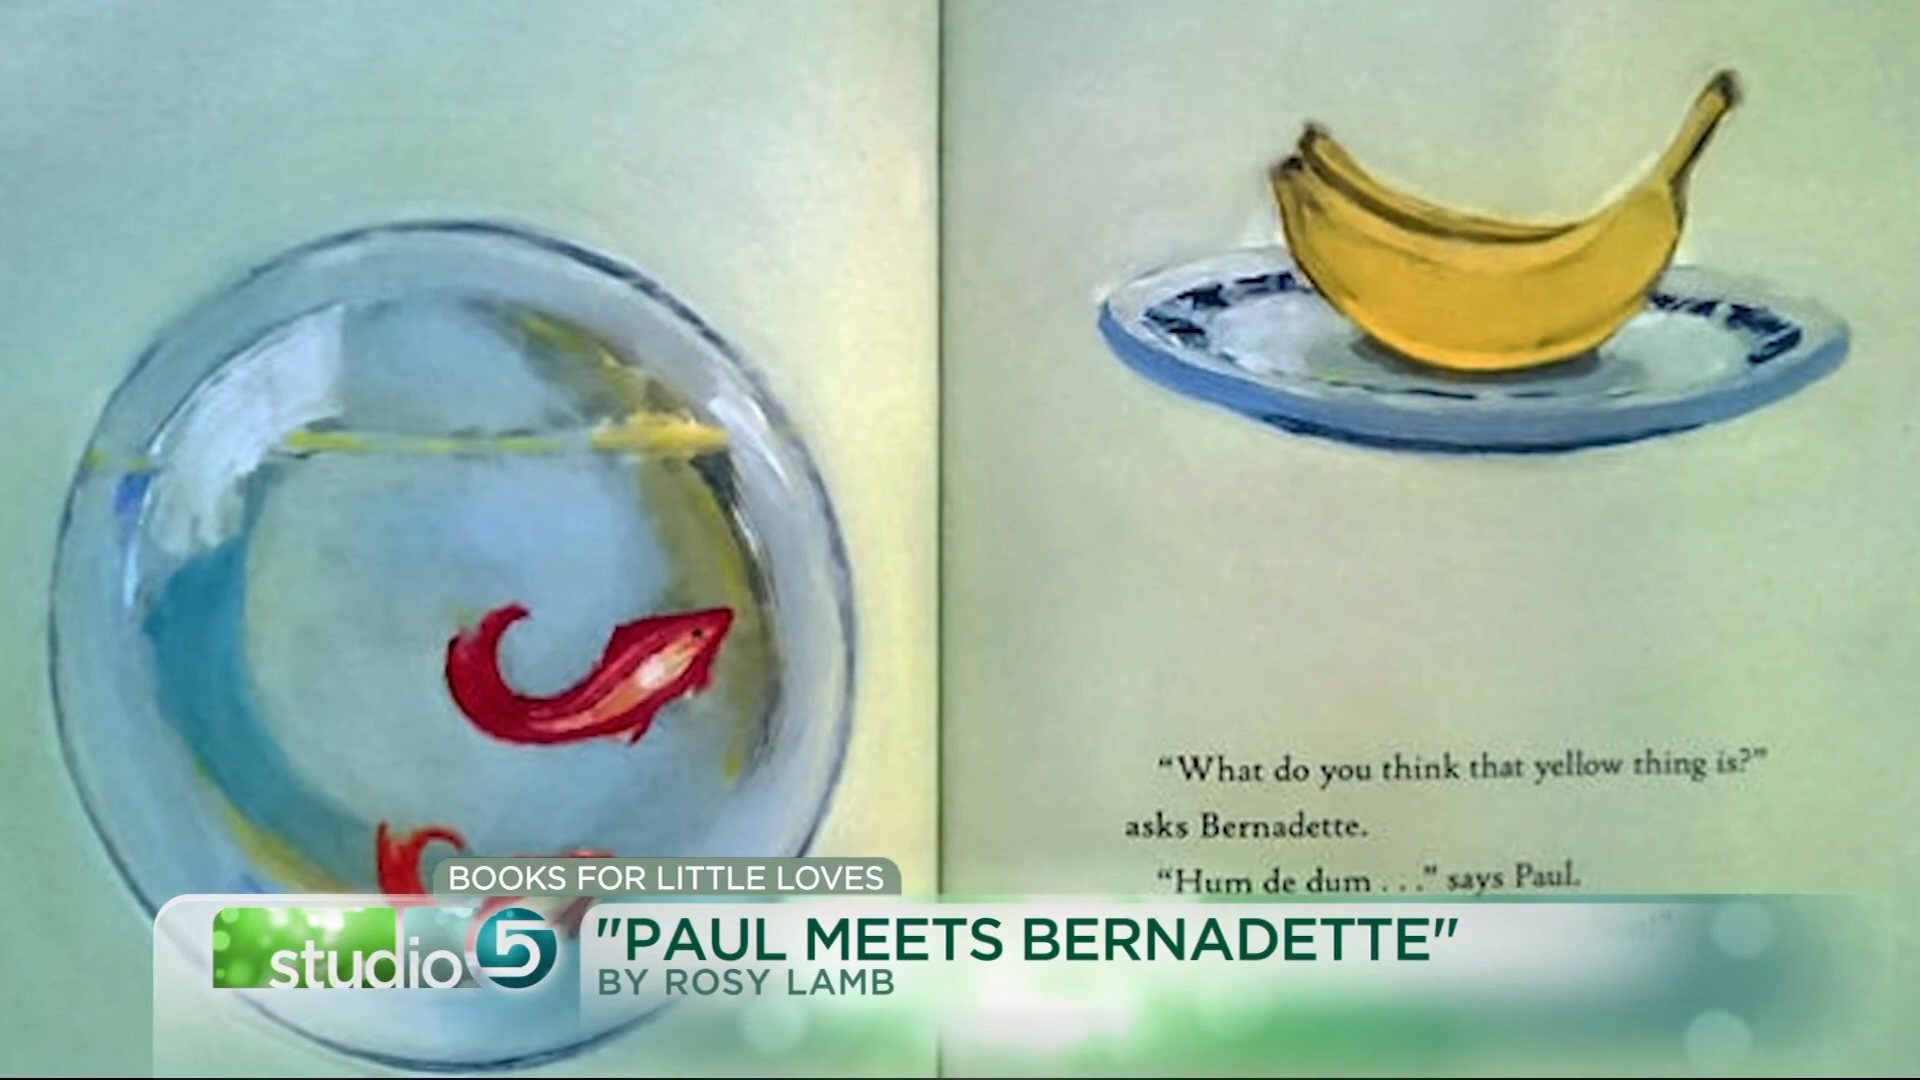 “What do you think that yellow thing is?”
asks Bernadette.
“Hum de dum . . .” says Paul.
BOOKS FOR LITTLE LOVES
studio 5
"PAUL MEETS BERNADETTE"
BY ROSY LAMB